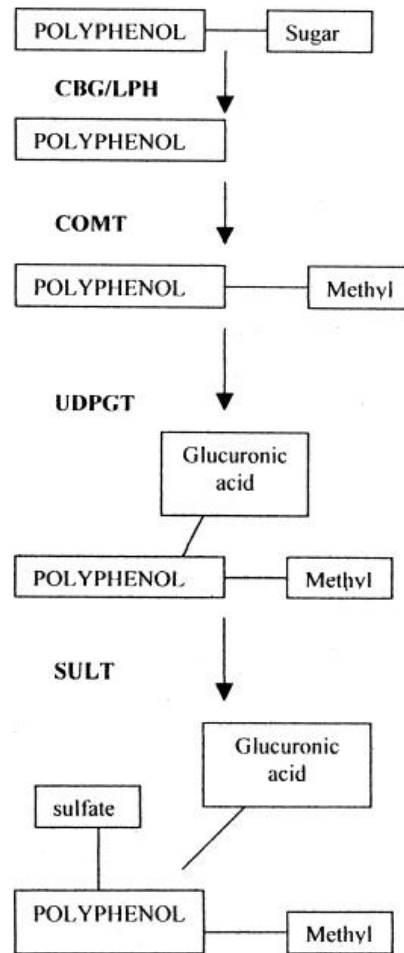 POLYPHENOL Sugar
CBG/LPH
POLYPHENOL
COMT
POLYPHENOL Methyl
UDPGT
Glucuronic
acid
POLYPHENOL Methyl
SULT
Glucuronic
acid
sulfate
POLYPHENOL
Methyl